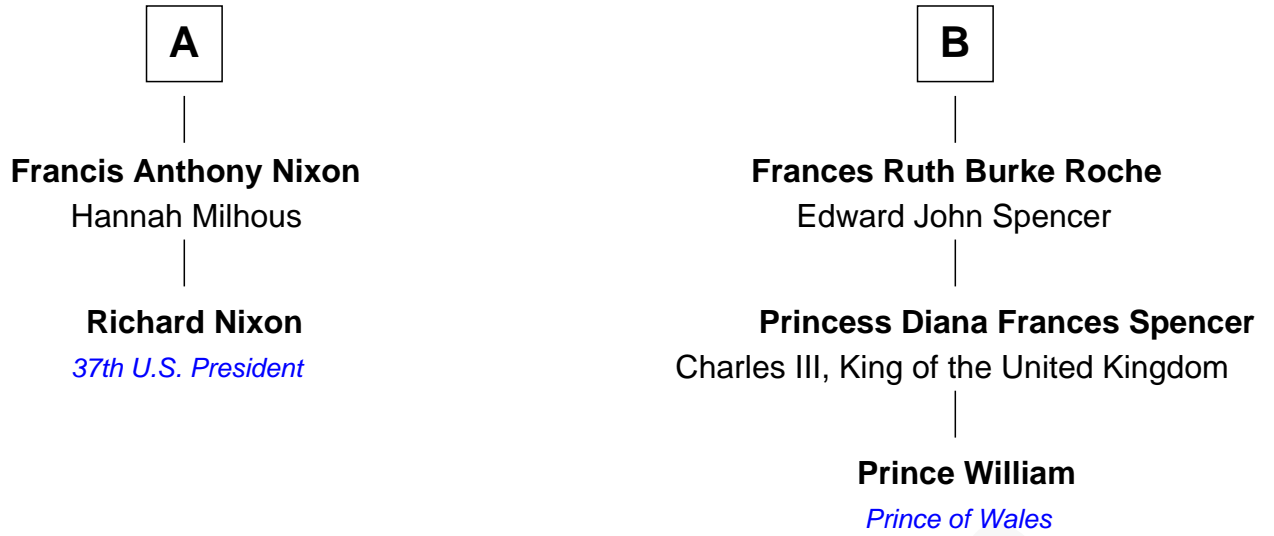 A
Francis Anthony Nixon
Hannah Milhous
Richard Nixon
37th U.S. President
B
Frances Ruth Burke Roche
Edward John Spencer
Princess Diana Frances Spencer
Charles III, King of the United Kingdom
Prince William
Prince of Wales